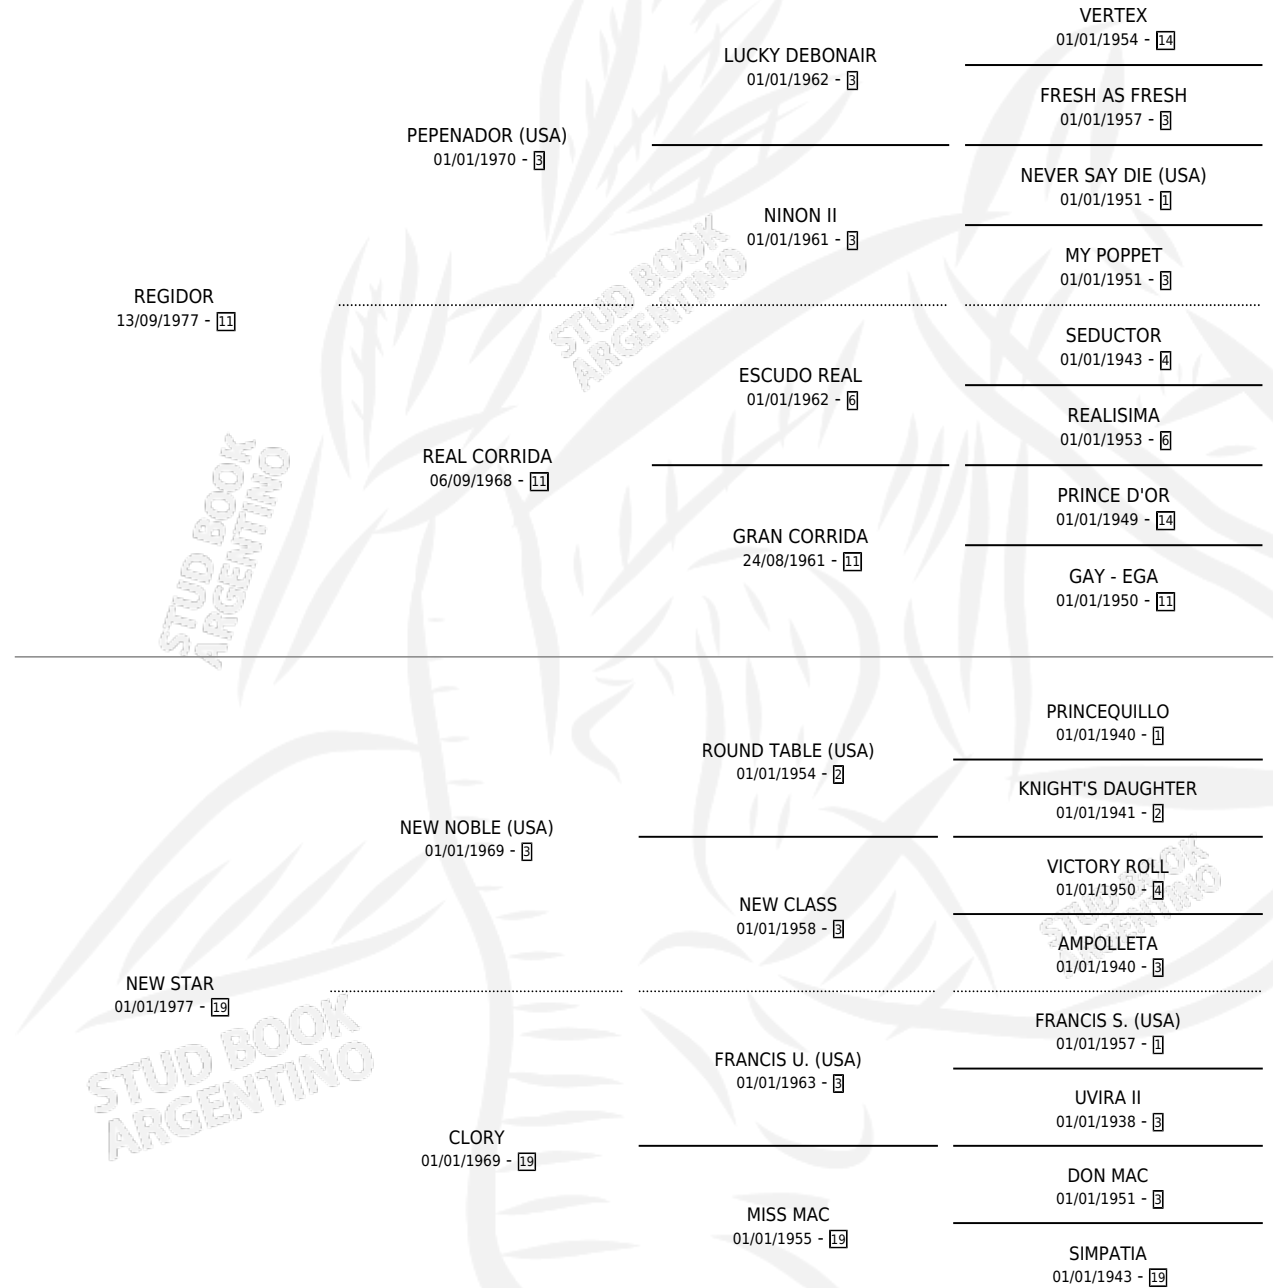 VERTEX
01/01/1954 - 14
LUCKY DEBONAIR
01/01/1962 - 3
FRESH AS FRESH
01/01/1957 - 3
PEPENADOR (USA)
01/01/1970 - 3
NEVER SAY DIE (USA)
01/01/1951 - 1
NINON II
01/01/1961 - 3
MY POPPET
01/01/1951 - 3
REGIDOR
13/09/1977 - 11
SEDUCTOR
01/01/1943 - 4
ESCUDO REAL
01/01/1962 - 6
REALISIMA
01/01/1953 - 6
REAL CORRIDA
06/09/1968 - 11
PRINCE D'OR
01/01/1949 - 14
GRAN CORRIDA
24/08/1961 - 11
GAY - EGA
01/01/1950 - 11
STUD BOOK
ARGENTINO
STUD BOOK
ARGENTINO
PRINCEQUILLO
01/01/1940 - 1
ROUND TABLE (USA)
01/01/1954 - 2
KNIGHT'S DAUGHTER
01/01/1941 - 2
NEW NOBLE (USA)
01/01/1969 - 3
VICTORY ROLL
01/01/1950 - 4
NEW CLASS
01/01/1958 - 3
AMPOLLETA
01/01/1940 - 3
NEW STAR
01/01/1977 - 19
FRANCIS S. (USA)
01/01/1957 - 1
FRANCIS U. (USA)
01/01/1963 - 3
UVIRA II
01/01/1938 - 3
CLORY
01/01/1969 - 19
DON MAC
01/01/1951 - 3
MISS MAC
01/01/1955 - 19
SIMPATIA
01/01/1943 - 19
STUD BOOK
ARGENTINO
STUD BOOK
ARGENTINO